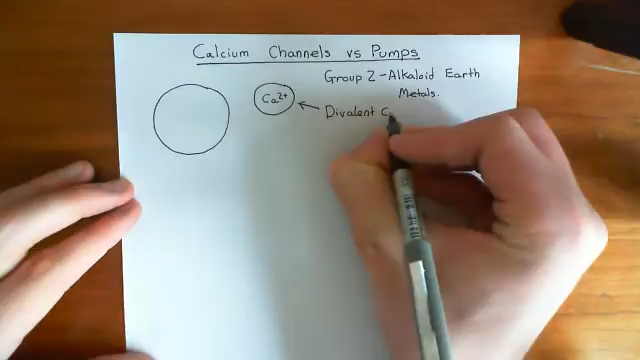 Calcium Channels vs Pumps
Group 2 - Alkaloid Earth
Metals.
Ca2+
Divalent C